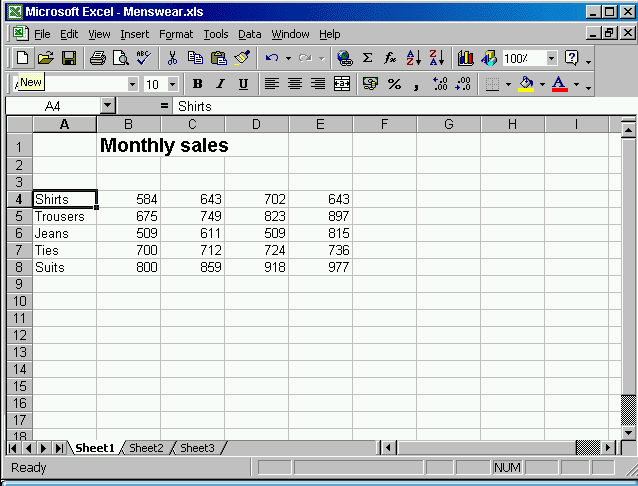 Microsoft Excel - Menswear.xls
File Edit View Insert Format Tools Data Window Help
100%
New 10 B I U
A4 = Shirts
A B C D E F G H I
1 Monthly sales
2
3
4 Shirts 584 643 702 643
5 Trousers 675 749 823 897
6 Jeans 509 611 509 815
7 Ties 700 712 724 736
8 Suits 800 859 918 977
9
10
11
12
13
14
15
16
17
18
Sheet1 Sheet2 Sheet3
Ready NUM